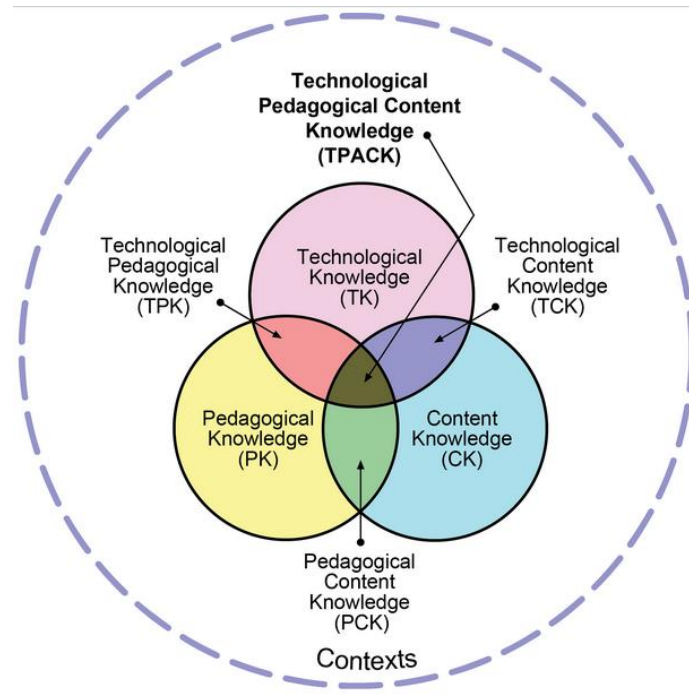 Technological
Pedagogical Content
Knowledge
(TPACK)
Technological
Pedagogical
Knowledge
(TPK)
Technological
Knowledge
(TK)
Technological
Content
Knowledge
(TCK)
Pedagogical
Knowledge
(PK)
Content
Knowledge
(CK)
Pedagogical
Content
Knowledge
(PCK)
Contexts